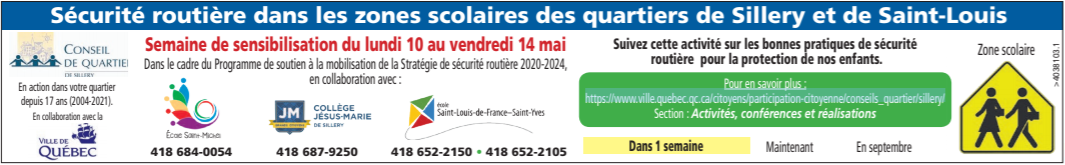 Sécurité routière dans les zones scolaires des quartiers de Sillery et de Saint-Louis
CONSEIL
DE QUARTIER
DE SILLERY
En action dans votre quartier
depuis 17 ans (2004-2021).
En collaboration avec la
VILLE DE
QUÉBEC
Semaine de sensibilisation du lundi 10 au vendredi 14 mai
Dans le cadre du Programme de soutien à la mobilisation de la Stratégie de sécurité routière 2020-2024,
en collaboration avec :
École Saint-Michel
418 684-0054
JM
COLLÈGE
JÉSUS-MARIE
DE SILLERY
418 687-9250
école
Saint-Louis-de-France–Saint-Yves
418 652-2150 • 418 652-2105
Suivez cette activité sur les bonnes pratiques de sécurité
routière pour la protection de nos enfants.
Pour en savoir plus :
https://www.ville.quebec.qc.ca/citoyens/participation-citoyenne/conseils_quartier/sillery/
Section : Activités, conférences et réalisations
Dans 1 semaine Maintenant En septembre
Zone scolaire
>4038103.1